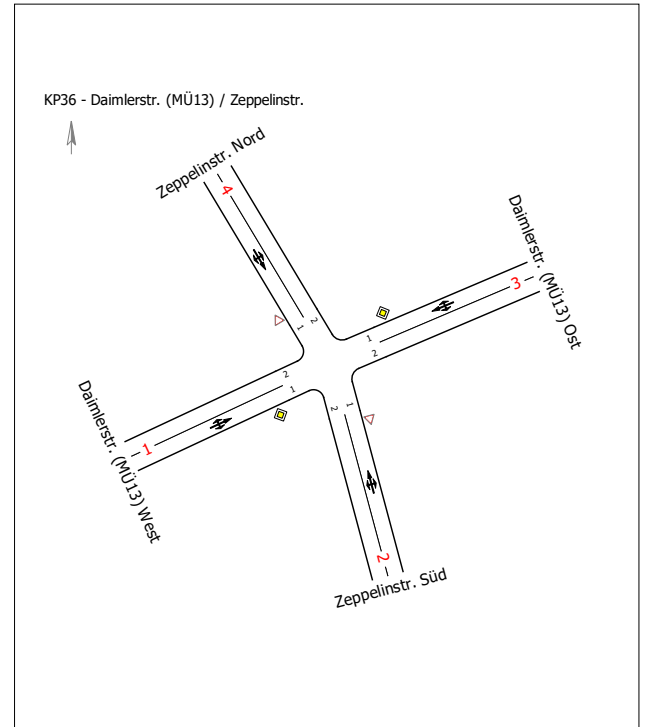 KP36 - Daimlerstr. (MÜ13) / Zeppelinstr.
Zeppelinstr. Nord
4
Daimlerstr. (MÜ13) Ost
3
1 2
1
2
2
1
Daimlerstr. (MÜ13) West
1
2 1
2
Zeppelinstr. Süd